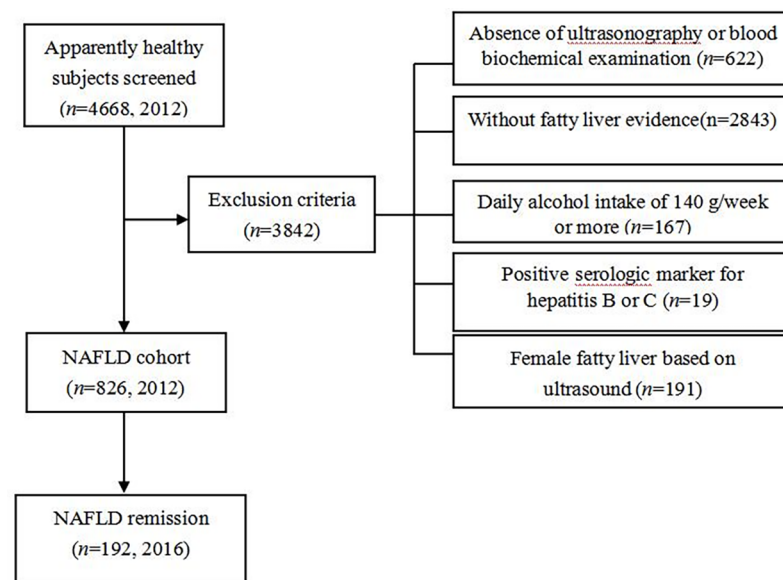 Apparently healthy
subjects screened
(n=4668, 2012)
Exclusion criteria
(n=3842)
Absence of ultrasonography or blood
biochemical examination (n=622)
Without fatty liver evidence(n=2843)
Daily alcohol intake of 140 g/week
or more (n=167)
Positive serologic marker for
hepatitis B or C (n=19)
Female fatty liver based on
ultrasound (n=191)
NAFLD cohort
(n=826, 2012)
NAFLD remission
(n=192, 2016)